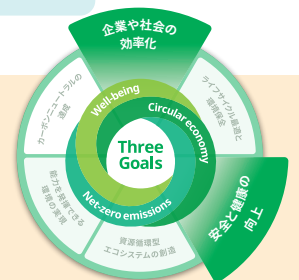 企業や社会の
効率化
ライフサイクル最適と
環境保全
安全と健康の
向上
資源循環型
エコシステムの創造
能力を発揮できる
環境の実現
カーボンニュートラルの
達成
Well-being
Circular economy
Net-zero emissions
Three
Goals